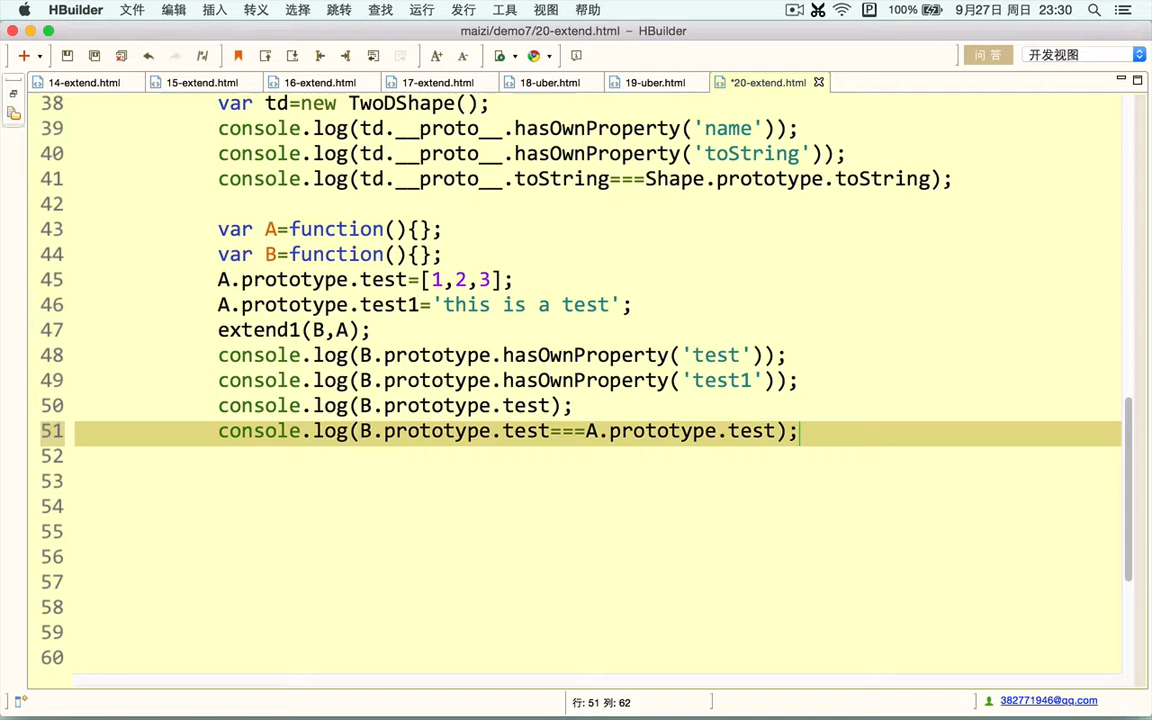 HBuilder 文件 编辑 插入 转义 选择 跳转 查找 运行 发行 工具 视图 帮助 100% 9月27日 周日 23:30
maizi/demo7/20-extend.html – HBuilder
问答 开发视图
14-extend.html 15-extend.html 16-extend.html 17-extend.html 18-uber.html 19-uber.html *20-extend.html
38 var td=new TwoDShape();
39 console.log(td.__proto__.hasOwnProperty('name'));
40 console.log(td.__proto__.hasOwnProperty('toString'));
41 console.log(td.__proto__.toString===Shape.prototype.toString);
42
43 var A=function(){};
44 var B=function(){};
45 A.prototype.test=[1,2,3];
46 A.prototype.test1='this is a test';
47 extend1(B,A);
48 console.log(B.prototype.hasOwnProperty('test'));
49 console.log(B.prototype.hasOwnProperty('test1'));
50 console.log(B.prototype.test);
51 console.log(B.prototype.test===A.prototype.test);
52
53
54
55
56
57
58
59
60
行: 51 列: 62 382771946@qq.com